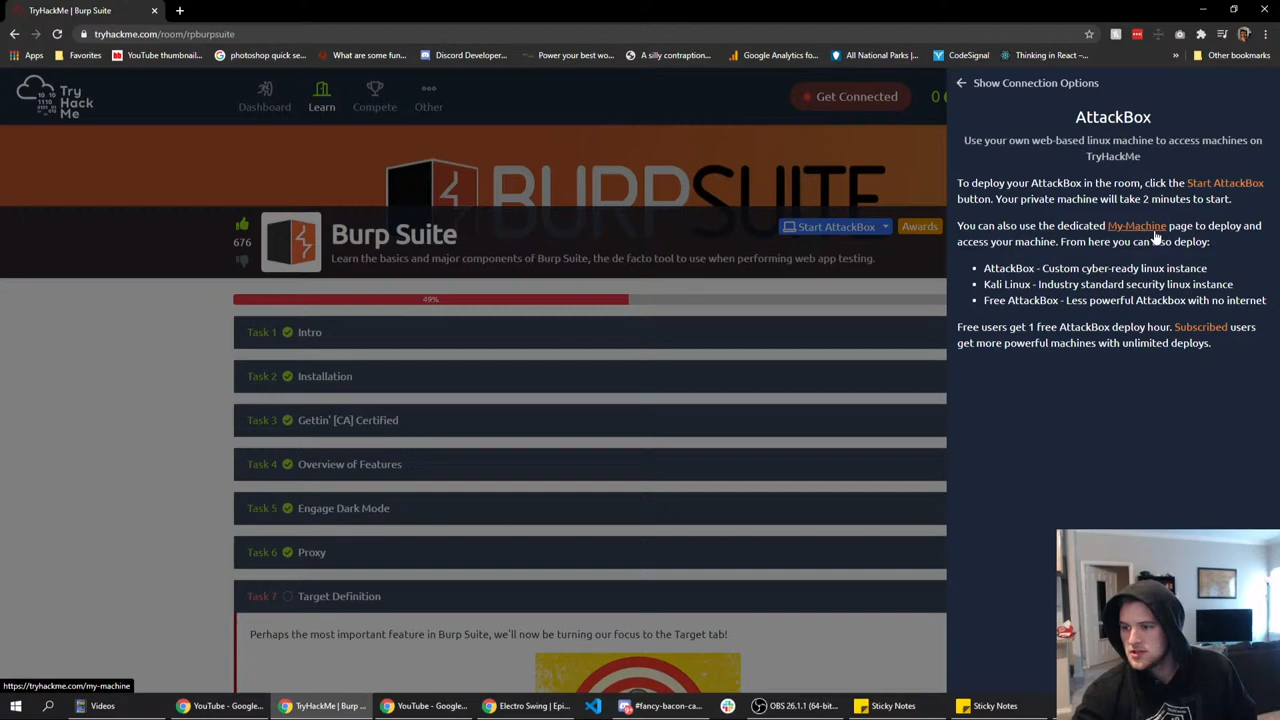 TryHackMe | Burp Suite
tryhackme.com/room/rpburpsuite
Apps
Favorites
YouTube thumbnail...
What are some fun...
photoshop quick se...
Discord Developer...
Power your best wo...
A silly contraption...
Google Analytics fo...
All National Parks |...
CodeSignal
Thinking in React –...
»
Other bookmarks
Try
Hack
Me
Dashboard
Learn
Compete
Other
Get Connected
0
Show Connection Options
AttackBox
Use your own web-based linux machine to access machines on
TryHackMe
To deploy your AttackBox in the room, click the Start AttackBox
button. Your private machine will take 2 minutes to start.
You can also use the dedicated My-Machine page to deploy and
access your machine. From here you can also deploy:
• AttackBox - Custom cyber-ready linux instance
• Kali Linux - Industry standard security linux instance
• Free AttackBox - Less powerful Attackbox with no internet
Free users get 1 free AttackBox deploy hour. Subscribed users
get more powerful machines with unlimited deploys.
BURPSUITE
676
Burp Suite
Learn the basics and major components of Burp Suite, the de facto tool to use when performing web app testing.
Start AttackBox
Awards
49%
Task 1 Intro
Task 2 Installation
Task 3 Gettin' [CA] Certified
Task 4 Overview of Features
Task 5 Engage Dark Mode
Task 6 Proxy
Task 7 Target Definition
Perhaps the most important feature in Burp Suite, we'll now be turning our focus to the Target tab!
https://tryhackme.com/my-machine
Videos
YouTube - Google...
TryHackMe | Burp ...
YouTube - Google...
Electro Swing | Epi...
#fancy-bacon-ca...
OBS 26.1.1 (64-bit...
Sticky Notes
Sticky Notes